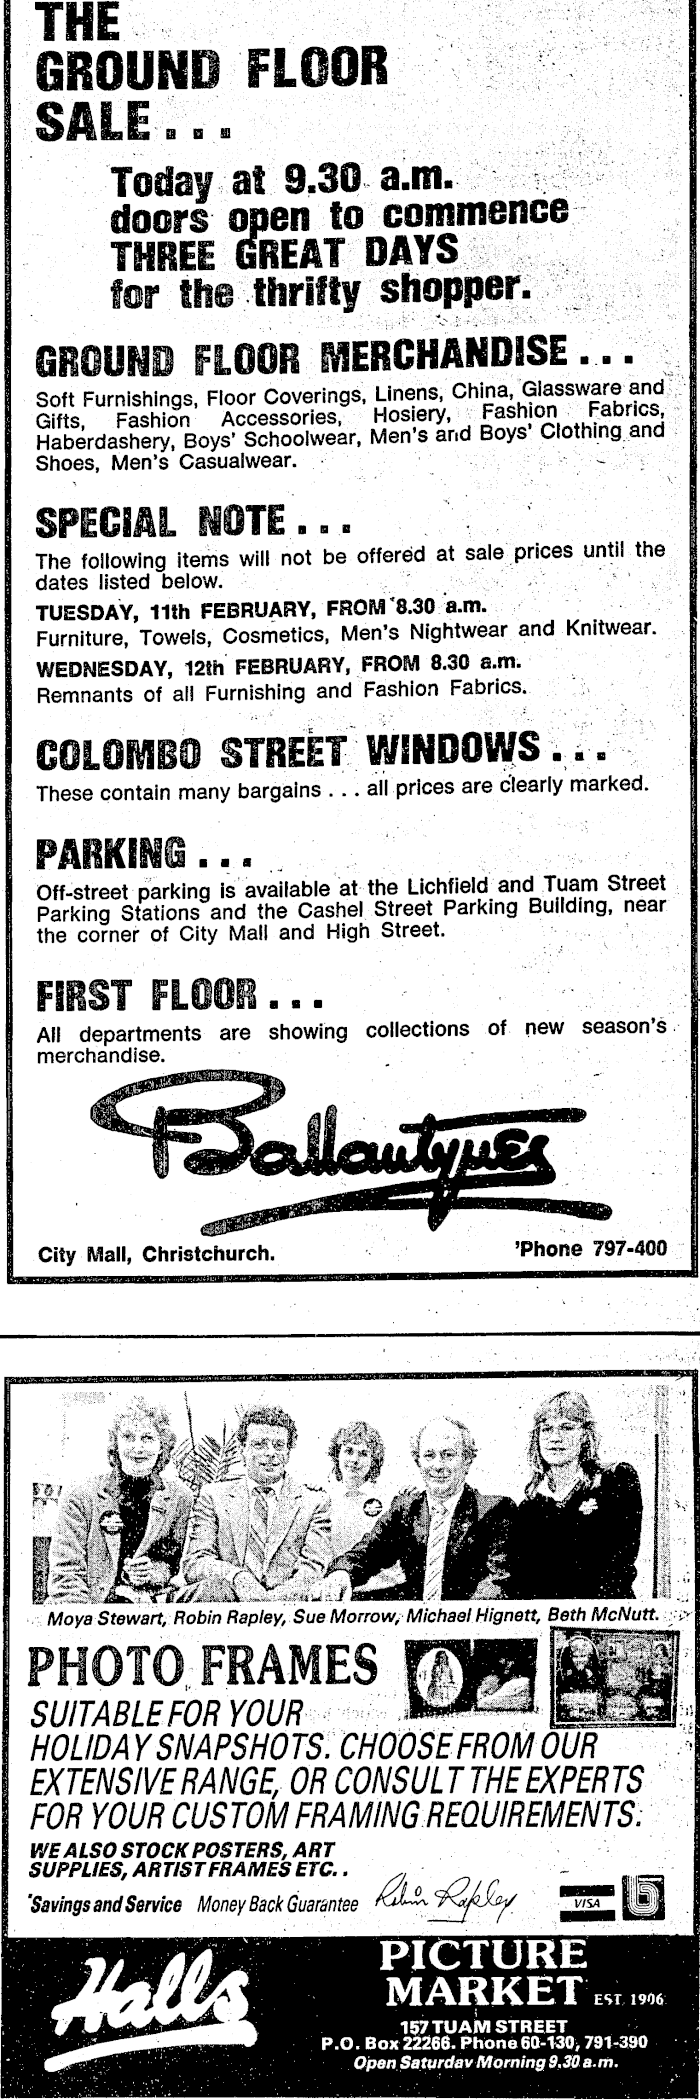 THE
GROUND FLOOR
SALE...
Today at 9.30 a.m.
doors open to commence
THREE GREAT DAYS
for the thrifty shopper.
GROUND FLOOR MERCHANDISE...
Soft Furnishings, Floor Coverings, Linens, China, Glassware and
Gifts, Fashion Accessories, Hosiery, Fashion Fabrics,
Haberdashery, Boys' Schoolwear, Men's and Boys' Clothing and
Shoes, Men's Casualwear.
SPECIAL NOTE...
The following items will not be offered at sale prices until the
dates listed below.
TUESDAY, 11th FEBRUARY, FROM 8.30 a.m.
Furniture, Towels, Cosmetics, Men's Nightwear and Knitwear.
WEDNESDAY, 12th FEBRUARY, FROM 8.30 a.m.
Remnants of all Furnishing and Fashion Fabrics.
COLOMBO STREET WINDOWS...
These contain many bargains . . . all prices are clearly marked.
PARKING...
Off-street parking is available at the Lichfield and Tuam Street
Parking Stations and the Cashel Street Parking Building, near
the corner of City Mall and High Street.
FIRST FLOOR...
All departments are showing collections of new season's
merchandise.
Ballantynes
City Mall, Christchurch. 'Phone 797-400
Moya Stewart, Robin Rapley, Sue Morrow, Michael Hignett, Beth McNutt.
PHOTO FRAMES
SUITABLE FOR YOUR
HOLIDAY SNAPSHOTS. CHOOSE FROM OUR
EXTENSIVE RANGE, OR CONSULT THE EXPERTS
FOR YOUR CUSTOM FRAMING REQUIREMENTS.
WE ALSO STOCK POSTERS, ART
SUPPLIES, ARTIST FRAMES ETC. .
Savings and Service Money Back Guarantee Robin Rapley VISA
Halls
PICTURE
MARKET EST. 1906
157 TUAM STREET
P.O. Box 22266. Phone 60-130, 791-390
Open Saturday Morning 9.30 a.m.